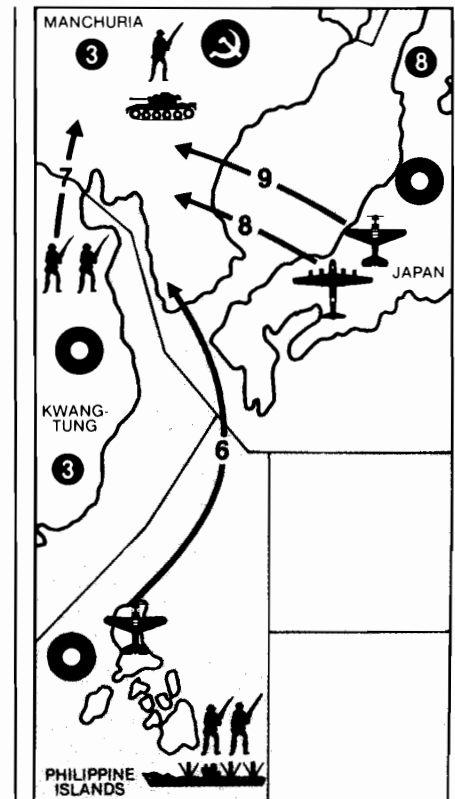 MANCHURIA
3
8
7
9
8
JAPAN
KWANG-
TUNG
3
6
PHILIPPINE
ISLANDS